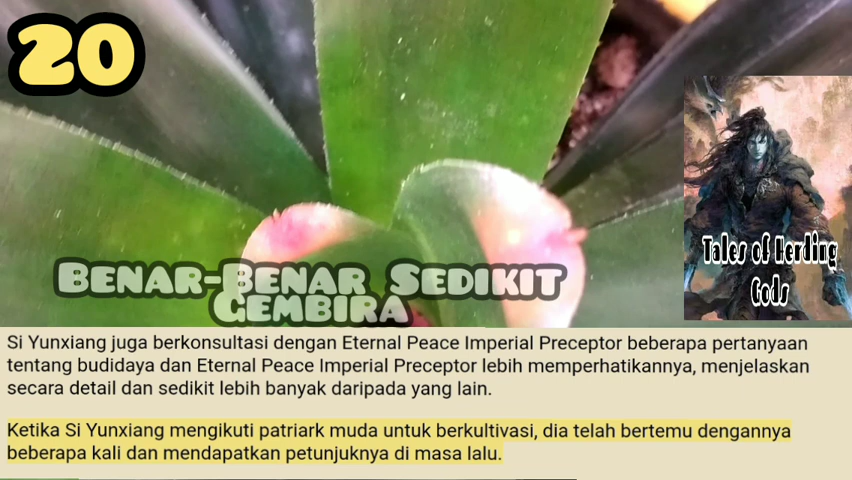 20
BENAR-BENAR SEDIKIT
GEMBIRA
Tales of Herding
Gods
Si Yunxiang juga berkonsultasi dengan Eternal Peace Imperial Preceptor beberapa pertanyaan
tentang budidaya dan Eternal Peace Imperial Preceptor lebih memperhatikannya, menjelaskan
secara detail dan sedikit lebih banyak daripada yang lain.
Ketika Si Yunxiang mengikuti patriark muda untuk berkultivasi, dia telah bertemu dengannya
beberapa kali dan mendapatkan petunjuknya di masa lalu.